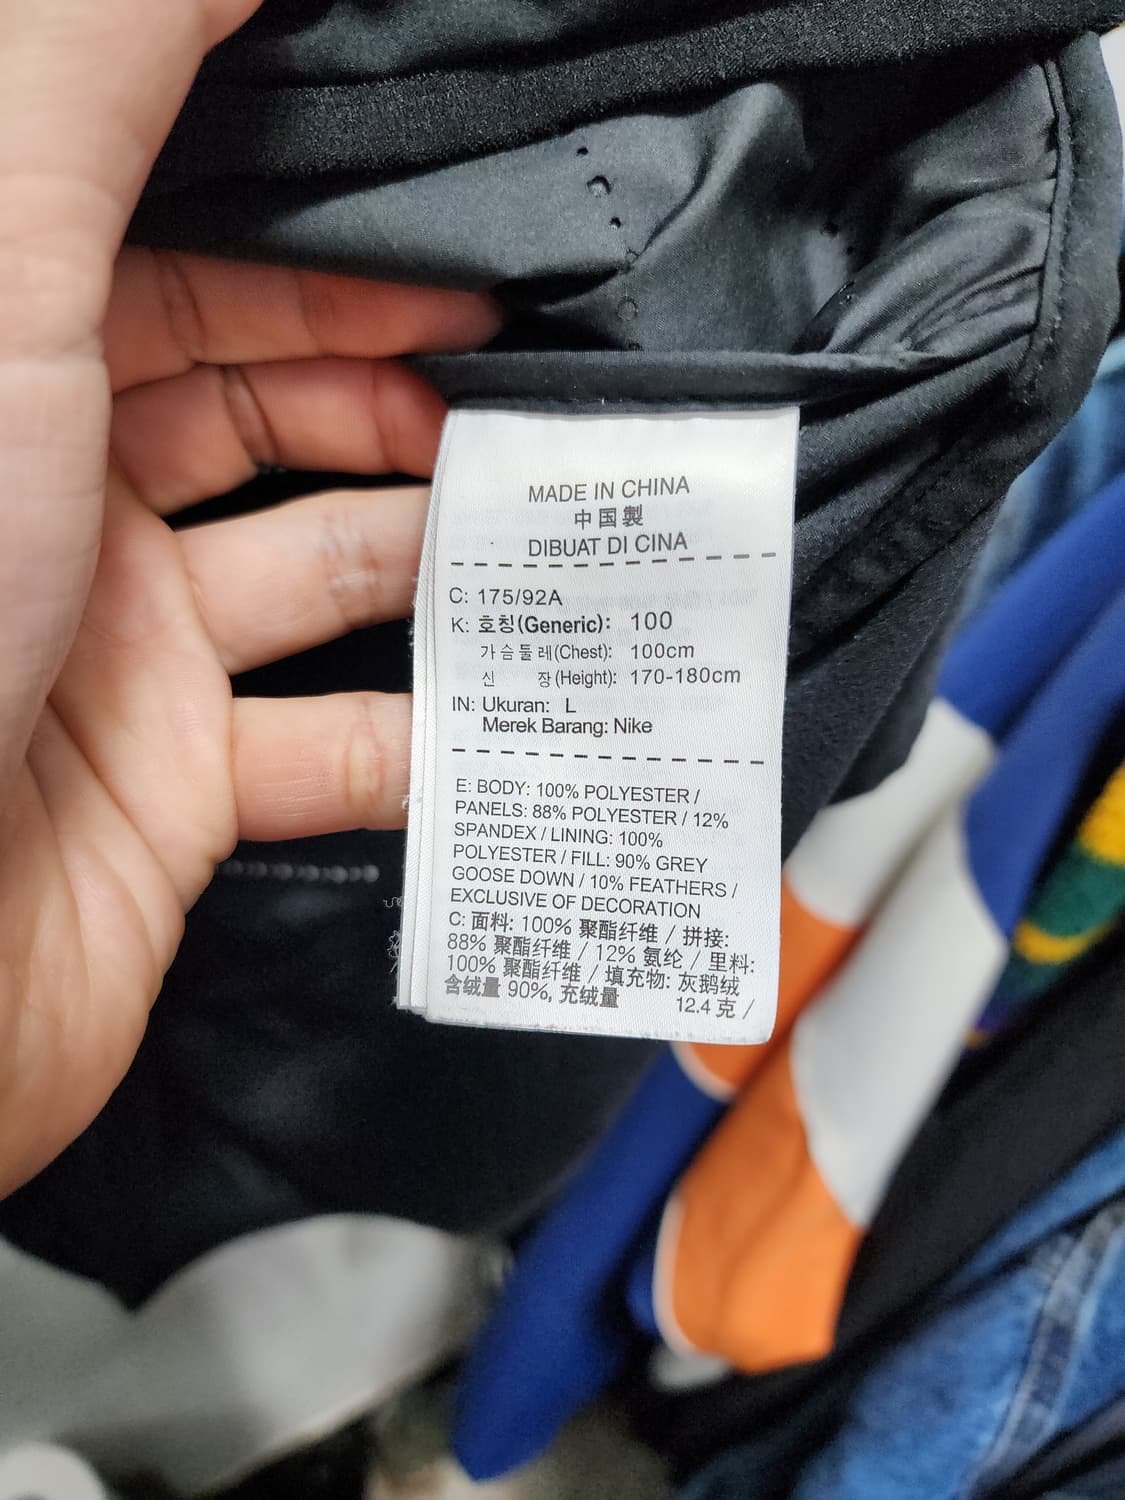 MADE IN CHINA
中国製
DIBUAT DI CINA
C: 175/92A
K: 호칭(Generic): 100
가슴둘레(Chest): 100cm
신 장(Height): 170-180cm
IN: Ukuran: L
Merek Barang: Nike
E: BODY: 100% POLYESTER /
PANELS: 88% POLYESTER / 12%
SPANDEX / LINING: 100%
POLYESTER / FILL: 90% GREY
GOOSE DOWN / 10% FEATHERS /
EXCLUSIVE OF DECORATION
C: 面料: 100% 聚酯纤维 / 拼接:
88% 聚酯纤维 / 12% 氨纶 / 里料:
100% 聚酯纤维 / 填充物: 灰鹅绒
含绒量 90%, 充绒量 12.4 克 /